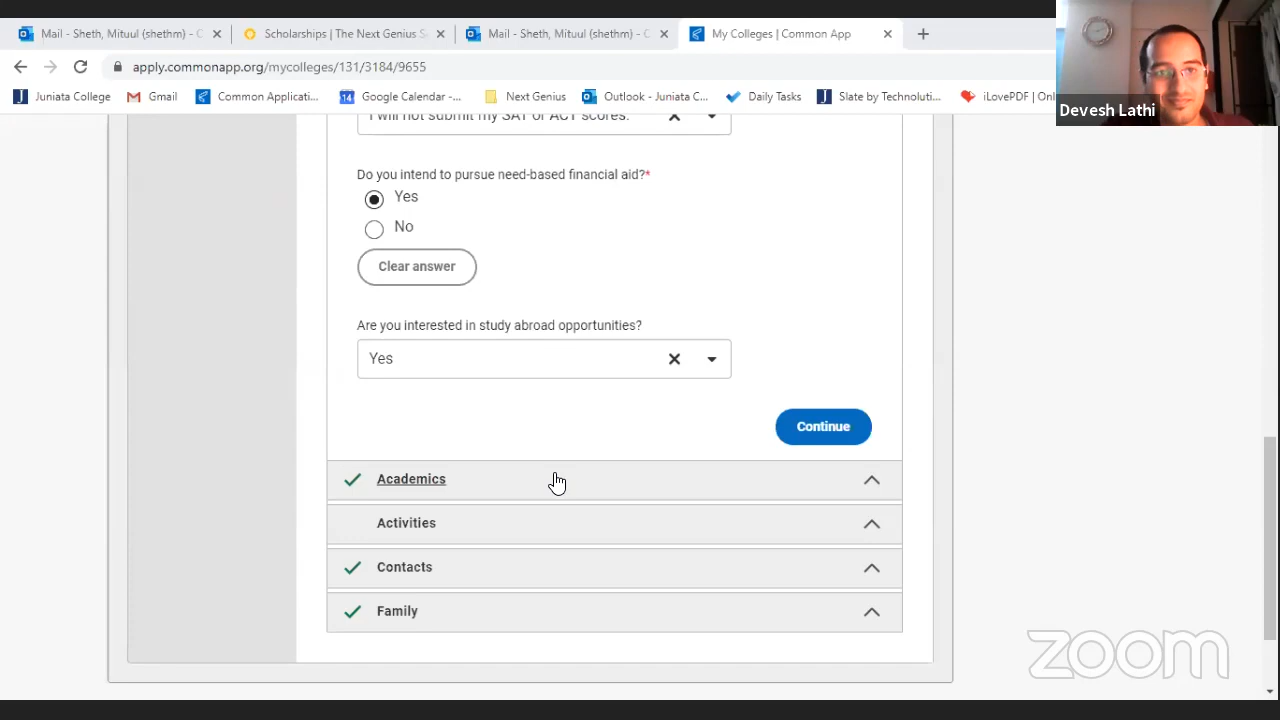 Mail - Sheth, Mituul (shethm) - C
Scholarships | The Next Genius S
Mail - Sheth, Mituul (shethm) - C
My Colleges | Common App
apply.commonapp.org/mycolleges/131/3184/9655
Juniata College
Gmail
Common Applicati...
Google Calendar -...
Next Genius
Outlook - Juniata C...
Daily Tasks
Slate by Technoluti...
iLovePDF | Onl
Devesh Lathi
I will not submit my SAT or ACT scores.
Do you intend to pursue need-based financial aid?*
Yes
No
Clear answer
Are you interested in study abroad opportunities?
Yes
Continue
Academics
Activities
Contacts
Family
zoom